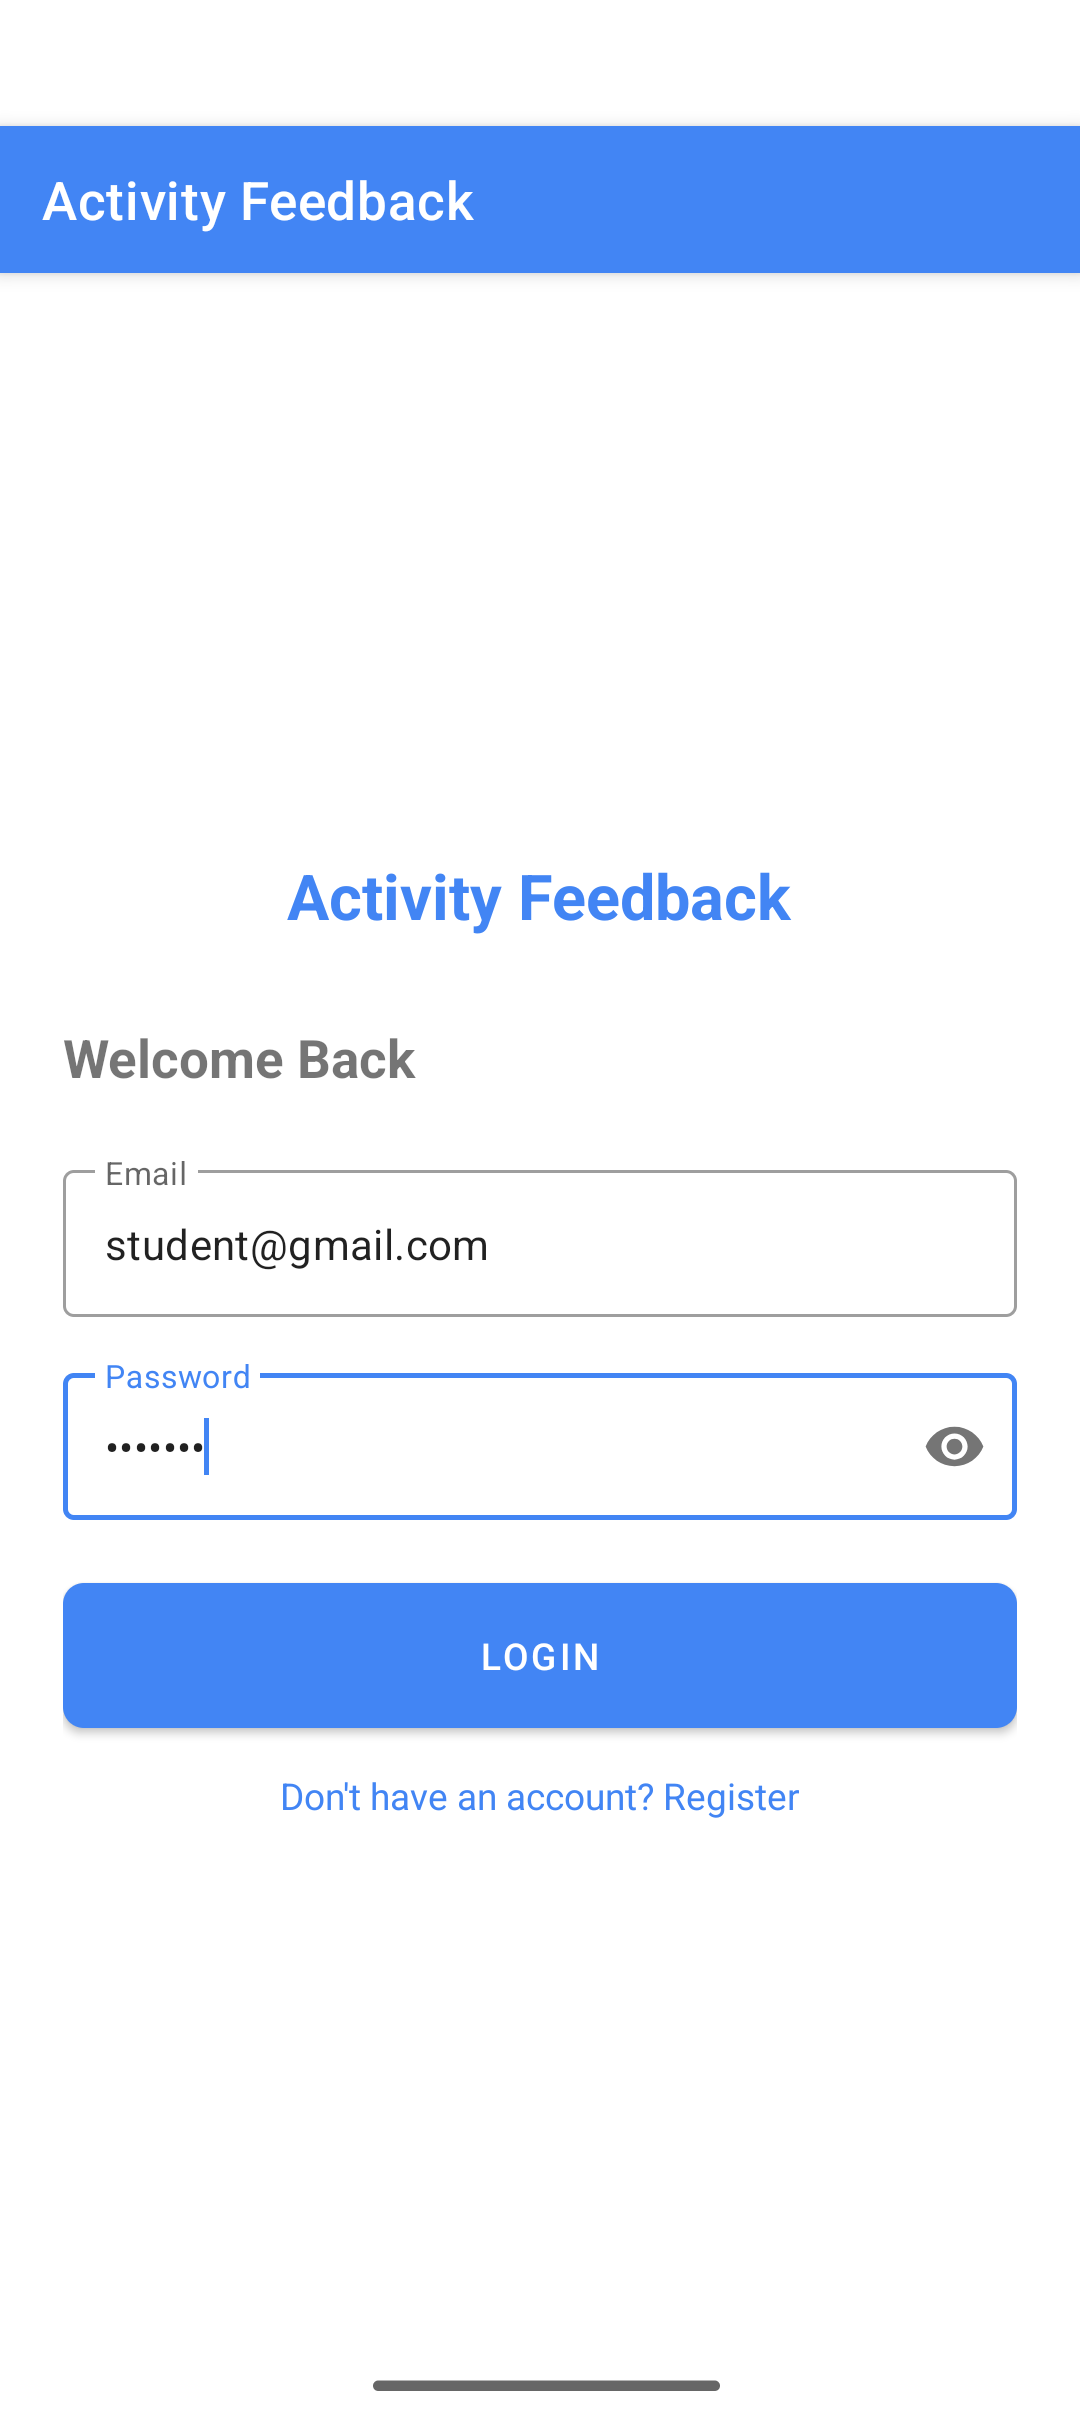 Activity Feedback
Activity Feedback
Welcome Back
Email
student@gmail.com
Password
•••••••
LOGIN
Don't have an account? Register